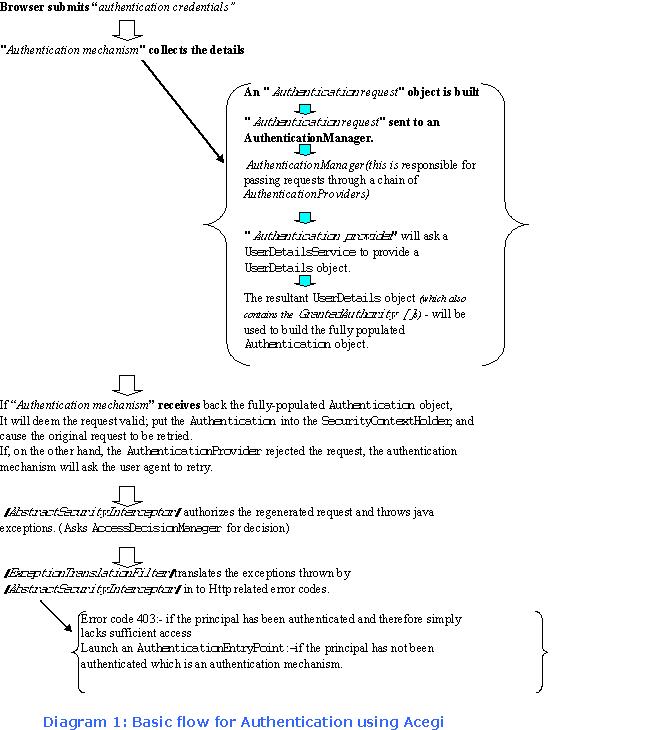 Browser submits “authentication credentials”
"Authentication mechanism" collects the details
An " Authentication request" object is built
" Authentication request" sent to an
AuthenticationManager.
AuthenticationManager(this is responsible for
passing requests through a chain of
AuthenticationProviders)
" Authentication provider" will ask a
UserDetailsService to provide a
UserDetails object.
The resultant UserDetails object (which also
contains the GrantedAuthority []s) - will be
used to build the fully populated
Authentication object.
If “Authentication mechanism” receives back the fully-populated Authentication object,
It will deem the request valid; put the Authentication into the SecurityContextHolder; and
cause the original request to be retried.
If, on the other hand, the AuthenticationProvider rejected the request, the authentication
mechanism will ask the user agent to retry.
"AbstractSecurityInterceptor" authorizes the regenerated request and throws java
exceptions. (Asks AccessDecisionManager for decision)
"ExceptionTranslationFilter" translates the exceptions thrown by
"AbstractSecurityInterceptor" in to Http related error codes.
Error code 403:- if the principal has been authenticated and therefore simply
lacks sufficient access
Launch an AuthenticationEntryPoint:-if the principal has not been
authenticated which is an authentication mechanism.
Diagram 1: Basic flow for Authentication using Acegi